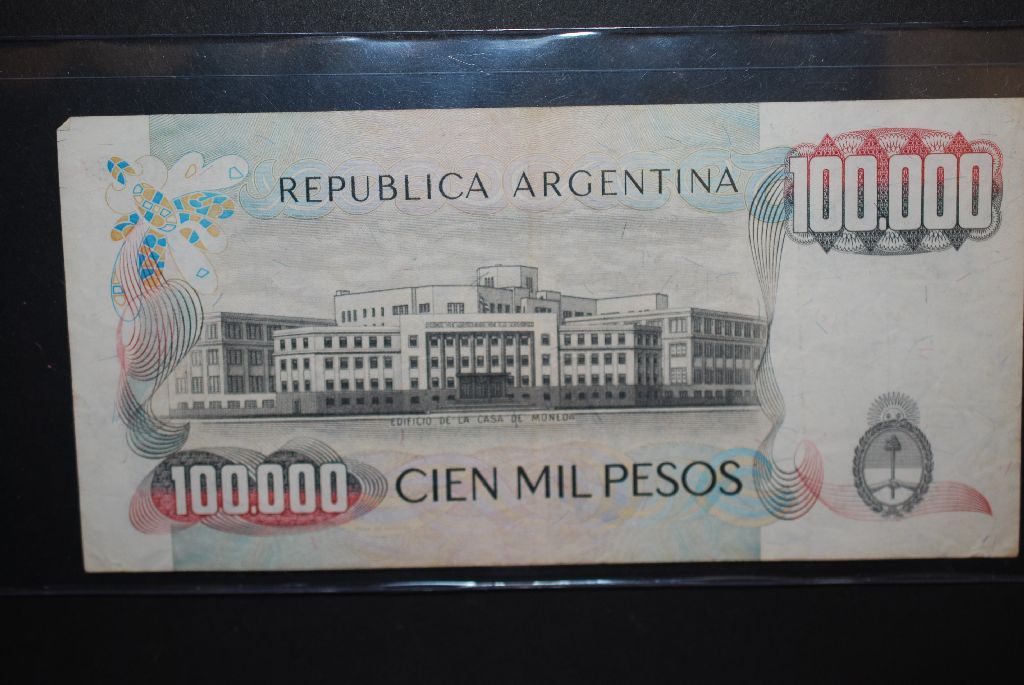 REPUBLICA ARGENTINA
100.000
EDIFICIO DE LA CASA DE MONEDA
100.000
CIEN MIL PESOS